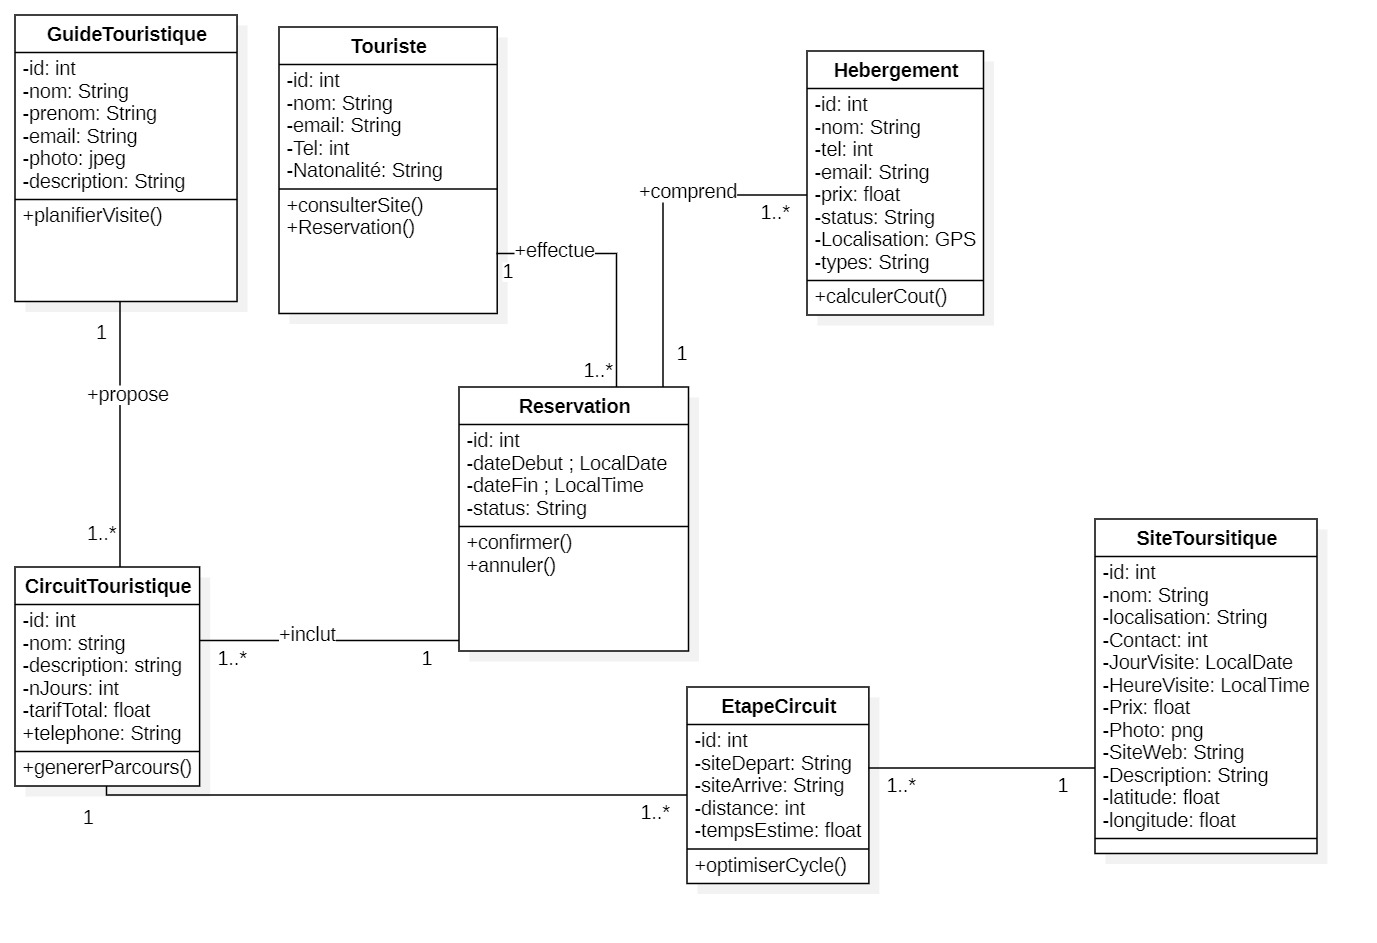 GuideTouristique
-id: int
-nom: String
-prenom: String
-email: String
-photo: jpeg
-description: String
+planifierVisite()
Touriste
-id: int
-nom: String
-email: String
-Tel: int
-Natonalité: String
+consulterSite()
+Reservation()
Hebergement
-id: int
-nom: String
-tel: int
-email: String
-prix: float
-status: String
-Localisation: GPS
-types: String
+calculerCout()
+comprend
1..*
1
+effectue
1
1..*
1
+propose
1..*
Reservation
-id: int
-dateDebut ; LocalDate
-dateFin ; LocalTime
-status: String
+confirmer()
+annuler()
CircuitTouristique
-id: int
-nom: string
-description: string
-nJours: int
-tarifTotal: float
+telephone: String
+genererParcours()
+inclut
1..*
1
1
1..*
EtapeCircuit
-id: int
-siteDepart: String
-siteArrive: String
-distance: int
-tempsEstime: float
+optimiserCycle()
1..*
1
SiteToursitique
-id: int
-nom: String
-localisation: String
-Contact: int
-JourVisite: LocalDate
-HeureVisite: LocalTime
-Prix: float
-Photo: png
-SiteWeb: String
-Description: String
-latitude: float
-longitude: float